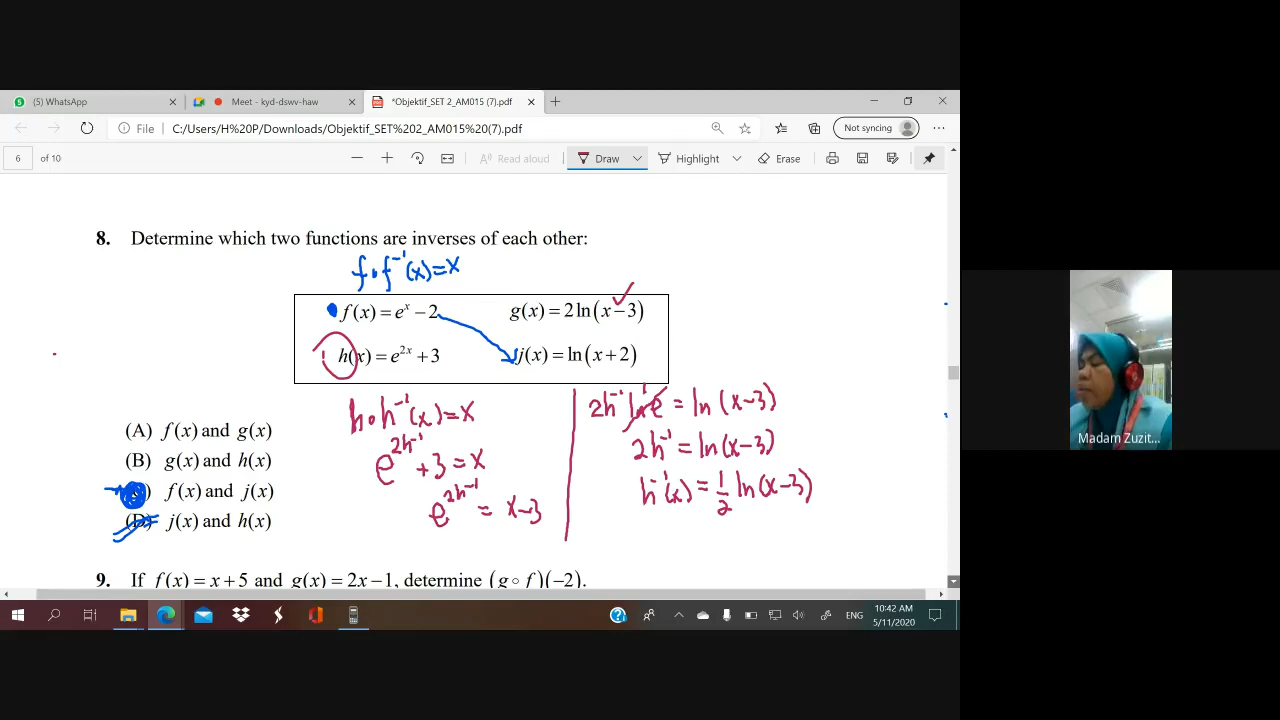 (5) WhatsApp
Meet - kyd-dswv-haw
*Objektif_SET 2_AM015 (7).pdf
File
C:/Users/H%20P/Downloads/Objektif_SET%202_AM015%20(7).pdf
Not syncing
6 of 10
Read aloud
Draw
Highlight
Erase
8. Determine which two functions are inverses of each other:
f∘f⁻¹(x)=x
f(x) = eˣ − 2
g(x) = 2 ln(x − 3)
h(x) = e²ˣ + 3
j(x) = ln(x + 2)
(A) f(x) and g(x)
(B) g(x) and h(x)
f(x) and j(x)
(D) j(x) and h(x)
h∘h⁻¹(x)=x
e^(2h⁻¹) + 3 = x
e^(2h⁻¹) = x−3
2h⁻¹ ln e = ln(x−3)
2h⁻¹ = ln(x−3)
h⁻¹(x) = 1/2 ln(x−3)
9. If f(x) = x + 5 and g(x) = 2x − 1, determine (g ∘ f)(−2).
Madam Zuzit...
ENG
10:42 AM
5/11/2020